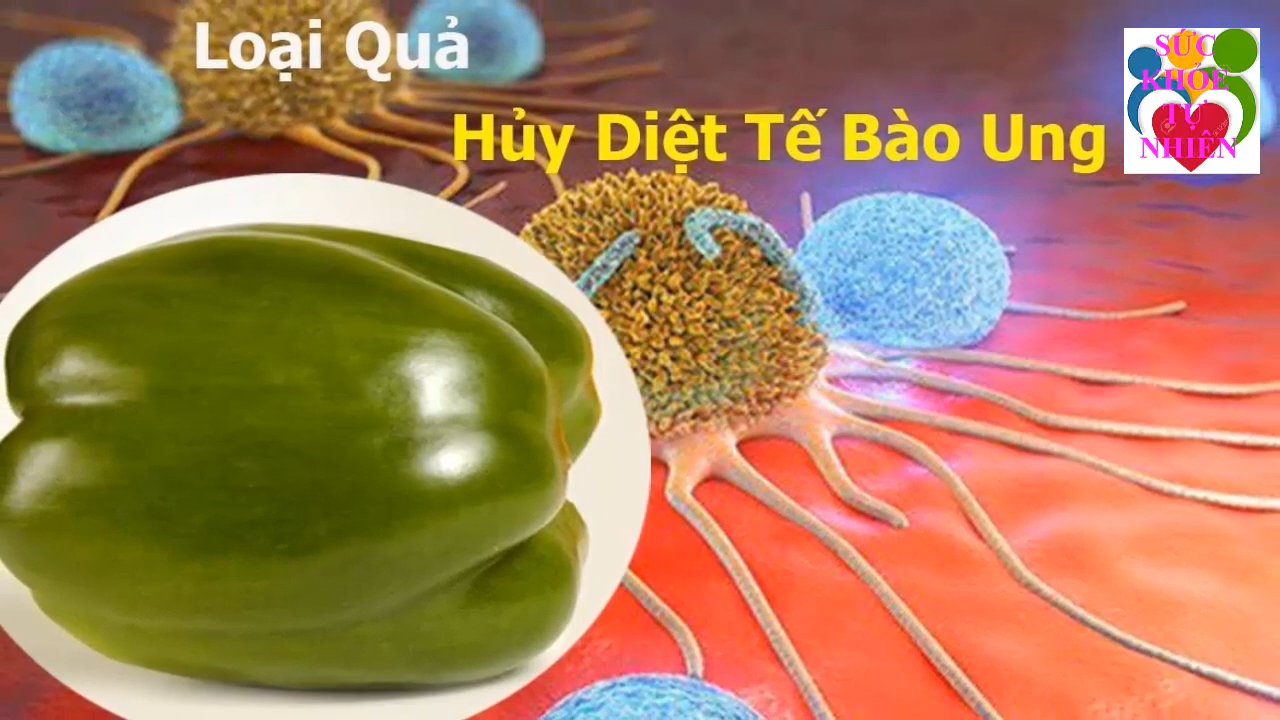 Loại Quả
Hủy Diệt Tế Bào Ung
SỨC
KHỎE
TỰ
NHIÊN